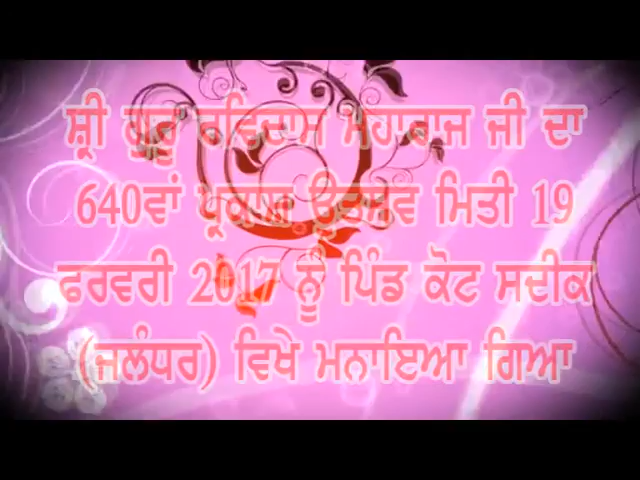 ਸ਼੍ਰੀ ਗੁਰੂ ਰਵਿਦਾਸ ਮਹਾਰਾਜ ਜੀ ਦਾ
640ਵਾਂ ਪ੍ਰਕਾਸ਼ ਉਤਸਵ ਮਿਤੀ 19
ਫਰਵਰੀ 2017 ਨੂੰ ਪਿੰਡ ਕੋਟ ਸਦੀਕ
(ਜਲੰਧਰ) ਵਿਖੇ ਮਨਾਇਆ ਗਿਆ